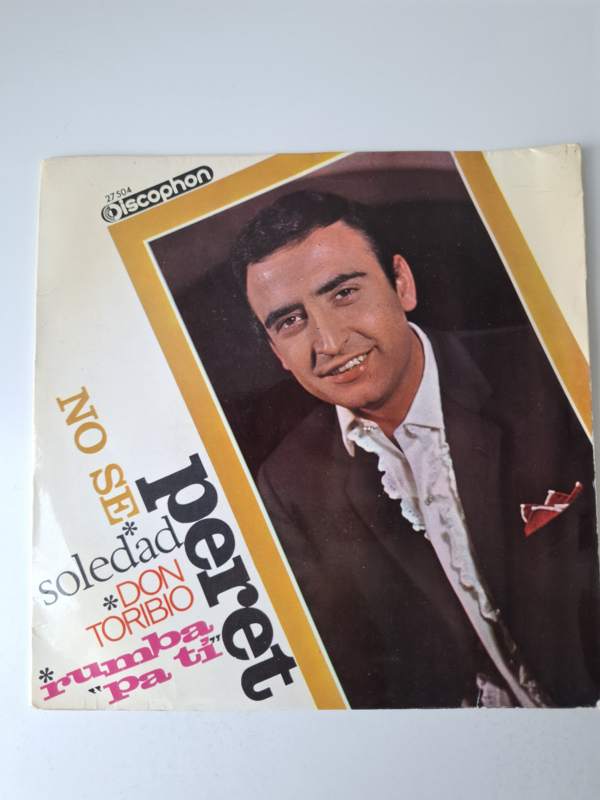 27.504
Discophon
NO SE*
soledad
*DON
TORIBIO
*rumba
"pa ti"
peret